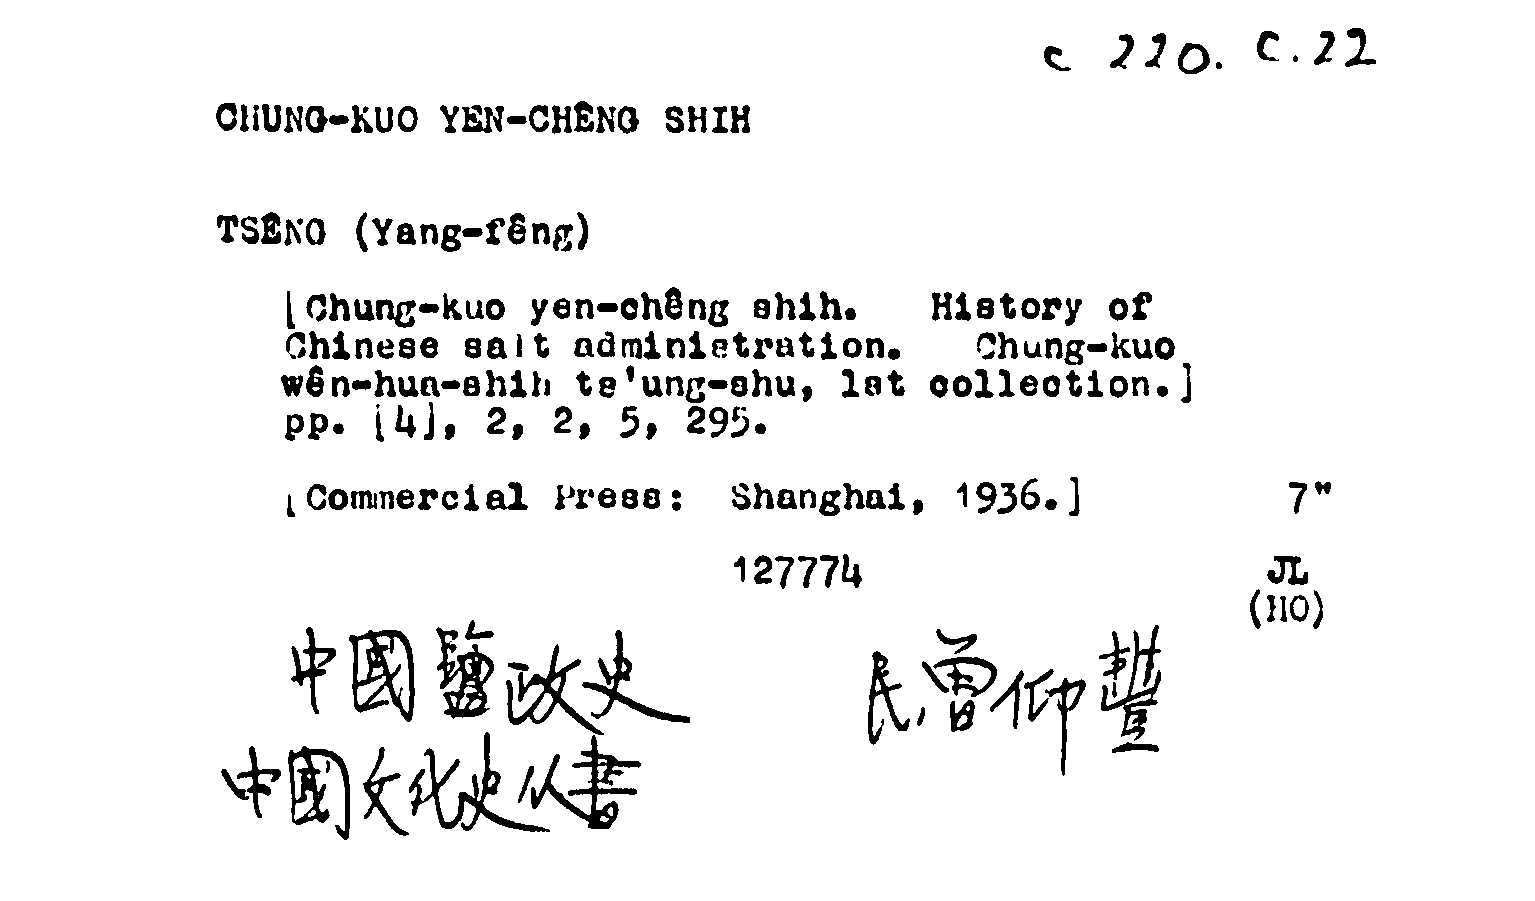 c 220. C.22
CHUNG-KUO YEN-CHÊNG SHIH
TSÊNG (Yang-fêng)
[Chung-kuo yen-chêng shih. History of
Chinese salt administration. Chung-kuo
wên-hua-shih ts'ung-shu, 1st collection.]
pp. [4], 2, 2, 5, 295.
[Commercial Press: Shanghai, 1936.] 7"
127774 JL
(HO)
中國鹽政史 民,曾仰豐
中國文化史从書